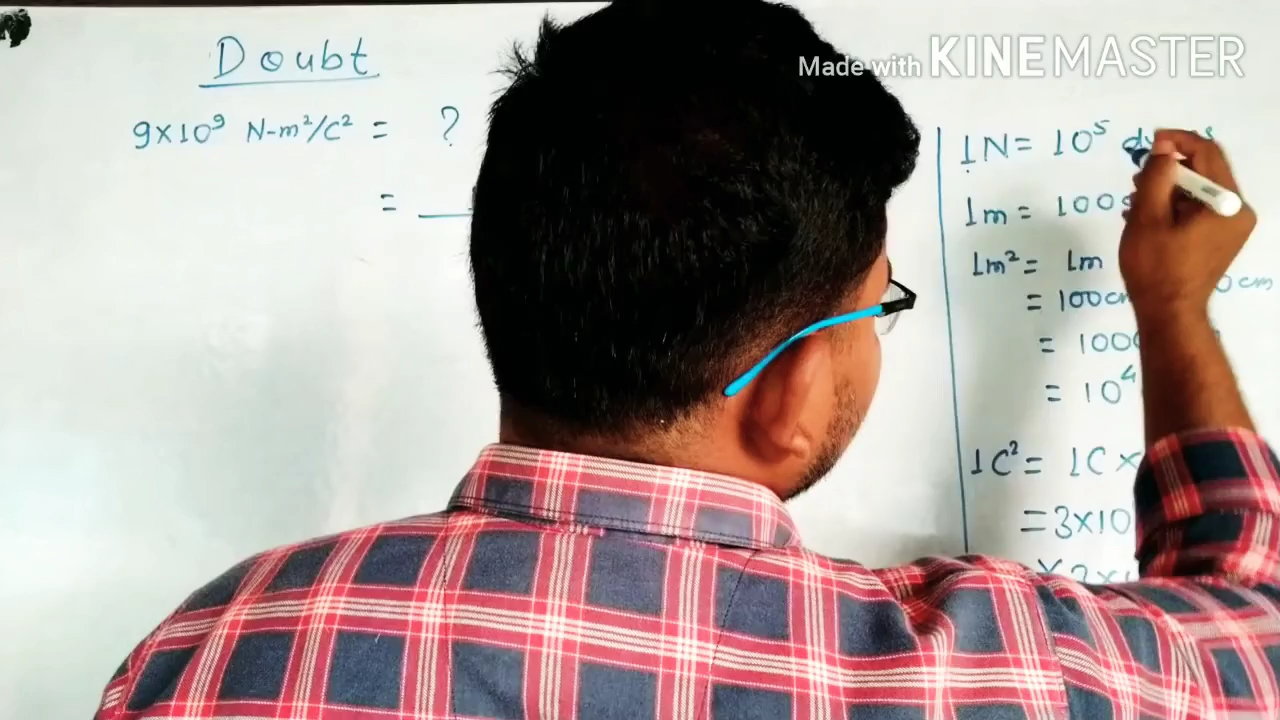 Made with KINEMASTER
Doubt
9×10⁹ N-m²/C² = ?
=
1N = 10⁵
1m = 100
1m² = 1m
= 100cm cm
= 100
= 10⁴
1C² = 1C ×
= 3×10